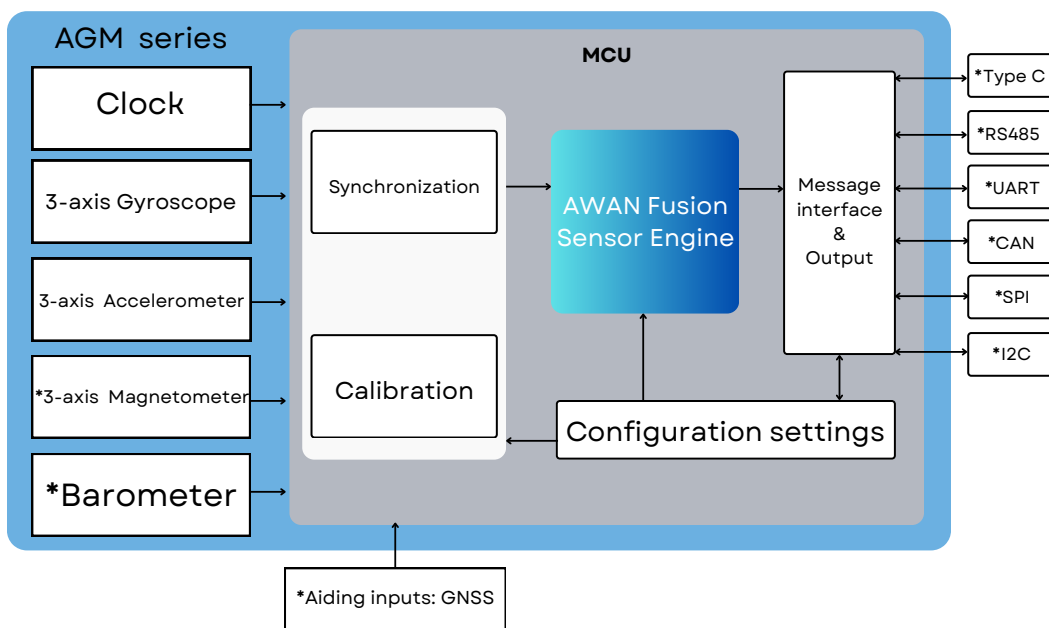 AGM series
MCU
Clock
3-axis Gyroscope
3-axis Accelerometer
*3-axis Magnetometer
*Barometer
Synchronization
Calibration
AWAN Fusion
Sensor Engine
Message
interface
&
Output
Configuration settings
*Type C
*RS485
*UART
*CAN
*SPI
*I2C
*Aiding inputs: GNSS